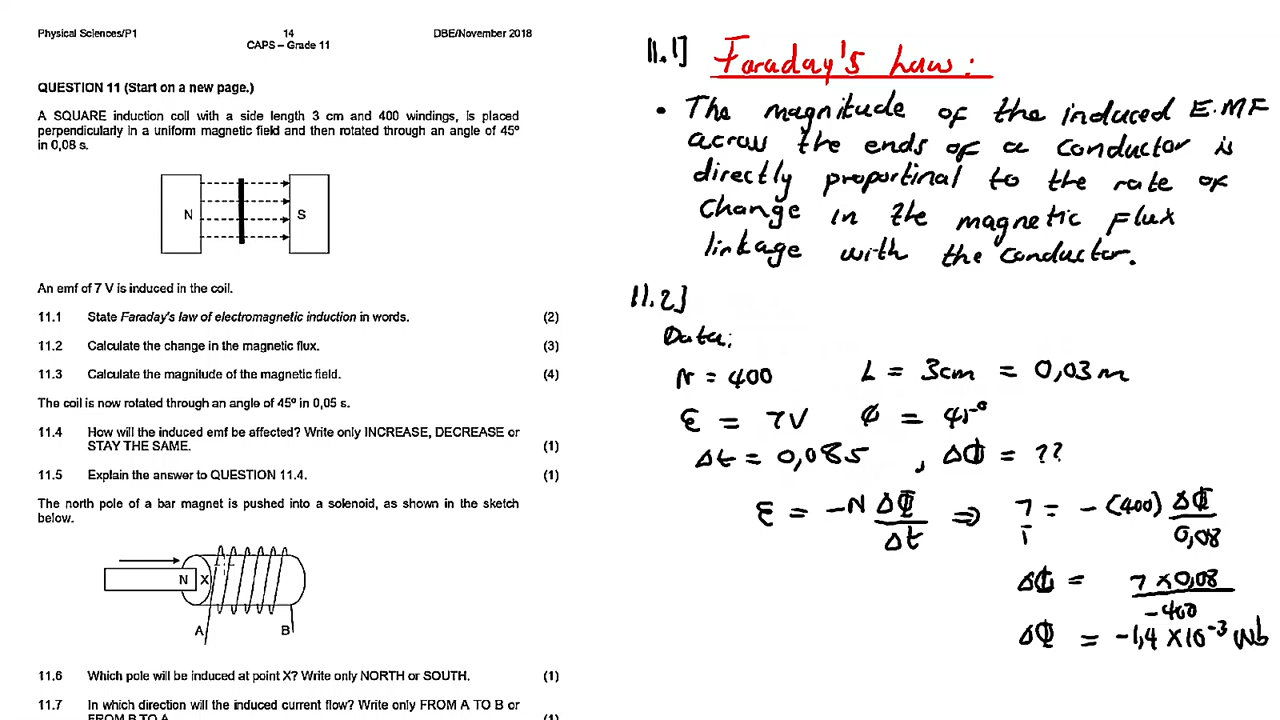 Physical Sciences/P1 14 DBE/November 2018
CAPS – Grade 11
QUESTION 11 (Start on a new page.)
A SQUARE induction coil with a side length 3 cm and 400 windings, is placed
perpendicularly in a uniform magnetic field and then rotated through an angle of 45°
in 0,08 s.
N S
An emf of 7 V is induced in the coil.
11.1 State Faraday's law of electromagnetic induction in words. (2)
11.2 Calculate the change in the magnetic flux. (3)
11.3 Calculate the magnitude of the magnetic field. (4)
The coil is now rotated through an angle of 45° in 0,05 s.
11.4 How will the induced emf be affected? Write only INCREASE, DECREASE or
STAY THE SAME. (1)
11.5 Explain the answer to QUESTION 11.4. (1)
The north pole of a bar magnet is pushed into a solenoid, as shown in the sketch
below.
N X
A B
11.6 Which pole will be induced at point X? Write only NORTH or SOUTH. (1)
11.7 In which direction will the induced current flow? Write only FROM A TO B or
FROM B TO A. (1)
11.1] Faraday's Law:
• The magnitude of the induced E.MF
across the ends of a conductor is
directly proportinal to the rate of
change in the magnetic flux
linkage with the conductor.
11.2]
Data:
N = 400 L = 3cm = 0,03m
ε = 7V ϕ = 45°
Δt = 0,08s , ΔΦ = ??
ε = -N ΔΦ/Δt ⇒ 7/1 = -(400) ΔΦ/0,08
ΔΦ = 7 × 0,08/-400
ΔΦ = -1,4 × 10⁻³ Wb